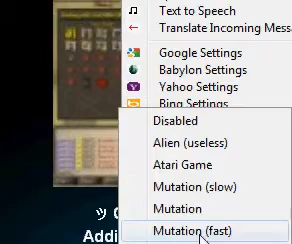 Text to Speech
Translate Incoming Mess
Google Settings
Babylon Settings
Yahoo Settings
Bing Settings
Disabled
Alien (useless)
Atari Game
Mutation (slow)
Mutation
Mutation (fast)
Addi